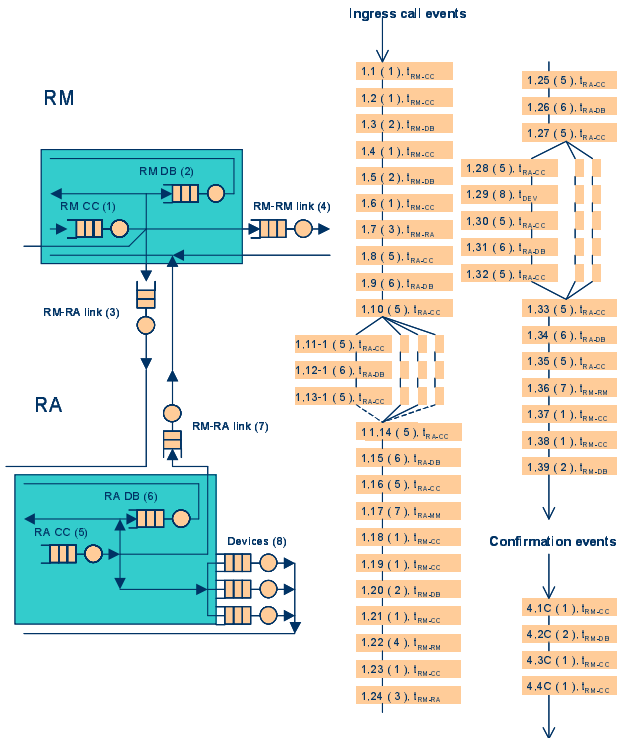 Ingress call events
RM
RM DB (2)
RM CC (1)
RM-RM link (4)
RM-RA link (3)
RA
RM-RA link (7)
RA DB (6)
RA CC (5)
Devices (8)
1,1 ( 1 ), tRM-CC
1,2 ( 1 ), tRM-CC
1,3 ( 2 ), tRM-DB
1,4 ( 1 ), tRM-CC
1,5 ( 2 ), tRM-DB
1,6 ( 1 ), tRM-CC
1,7 ( 3 ), tRM-RA
1,8 ( 5 ), tRA-CC
1,9 ( 6 ), tRA-DB
1,10 ( 5 ), tRA-CC
1,11-1 ( 5 ), tRA-CC
1,12-1 ( 6 ), tRA-DB
1,13-1 ( 5 ), tRA-CC
11,14 ( 5 ), tRA-CC
1,15 ( 6 ), tRA-DB
1,16 ( 5 ), tRA-CC
1,17 ( 7 ), tRA-MM
1,18 ( 1 ), tRM-CC
1,19 ( 1 ), tRM-CC
1,20 ( 2 ), tRM-DB
1,21 ( 1 ), tRM-CC
1,22 ( 4 ), tRM-RM
1,23 ( 1 ), tRM-CC
1,24 ( 3 ), tRM-RA
1,25 ( 5 ), tRA-CC
1,26 ( 6 ), tRA-DB
1,27 ( 5 ), tRA-CC
1,28 ( 5 ), tRA-CC
1,29 ( 8 ), tDEV
1,30 ( 5 ), tRA-CC
1,31 ( 6 ), tRA-DB
1,32 ( 5 ), tRA-CC
1,33 ( 5 ), tRA-CC
1,34 ( 6 ), tRA-DB
1,35 ( 5 ), tRA-CC
1,36 ( 7 ), tRM-RM
1,37 ( 1 ), tRM-CC
1,38 ( 1 ), tRM-CC
1,39 ( 2 ), tRM-DB
Confirmation events
4,1C ( 1 ), tRM-CC
4,2C ( 2 ), tRM-DB
4,3C ( 1 ), tRM-CC
4,4C ( 1 ), tRM-CC